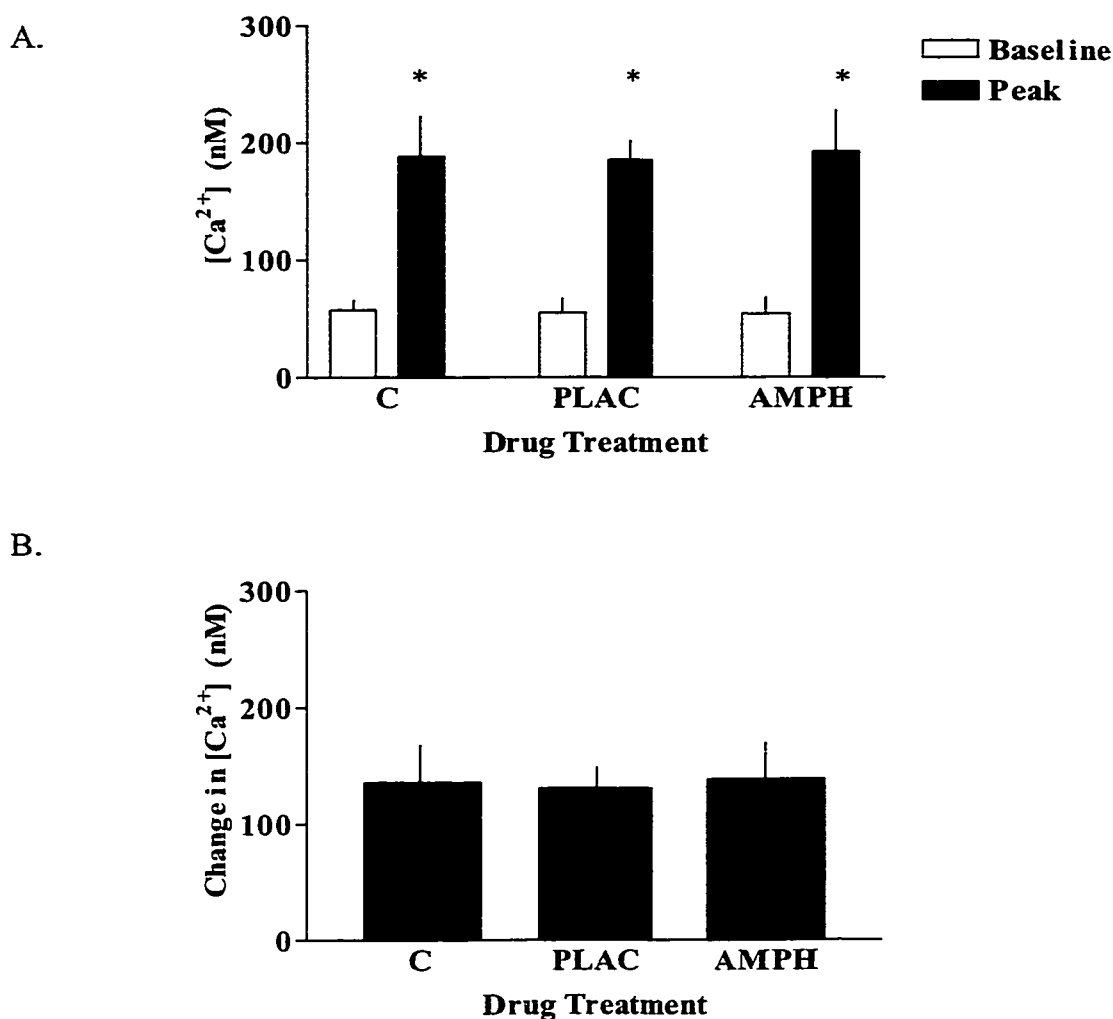 A.
300
200
100
0
[Ca2+] (nM)
* * *
Baseline
Peak
C PLAC AMPH
Drug Treatment
B.
300
200
100
0
Change in [Ca2+] (nM)
C PLAC AMPH
Drug Treatment